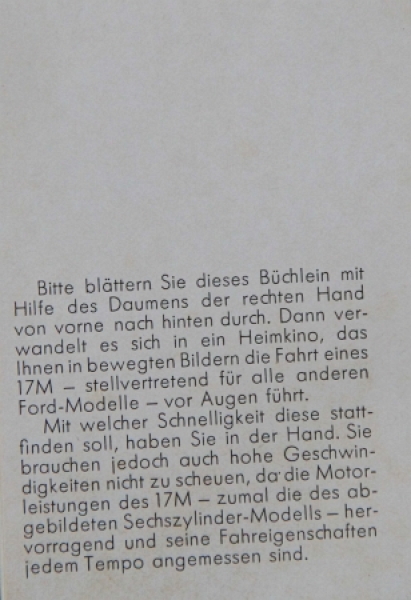 Bitte blättern Sie dieses Büchlein mit
Hilfe des Daumens der rechten Hand
von vorne nach hinten durch. Dann ver-
wandelt es sich in ein Heimkino, das
Ihnen in bewegten Bildern die Fahrt eines
17M – stellvertretend für alle anderen
Ford-Modelle – vor Augen führt.
Mit welcher Schnelligkeit diese statt-
finden soll, haben Sie in der Hand. Sie
brauchen jedoch auch hohe Geschwin-
digkeiten nicht zu scheuen, da die Motor-
leistungen des 17M – zumal die des ab-
gebildeten Sechszylinder-Modells – her-
vorragend und seine Fahreigenschaften
jedem Tempo angemessen sind.